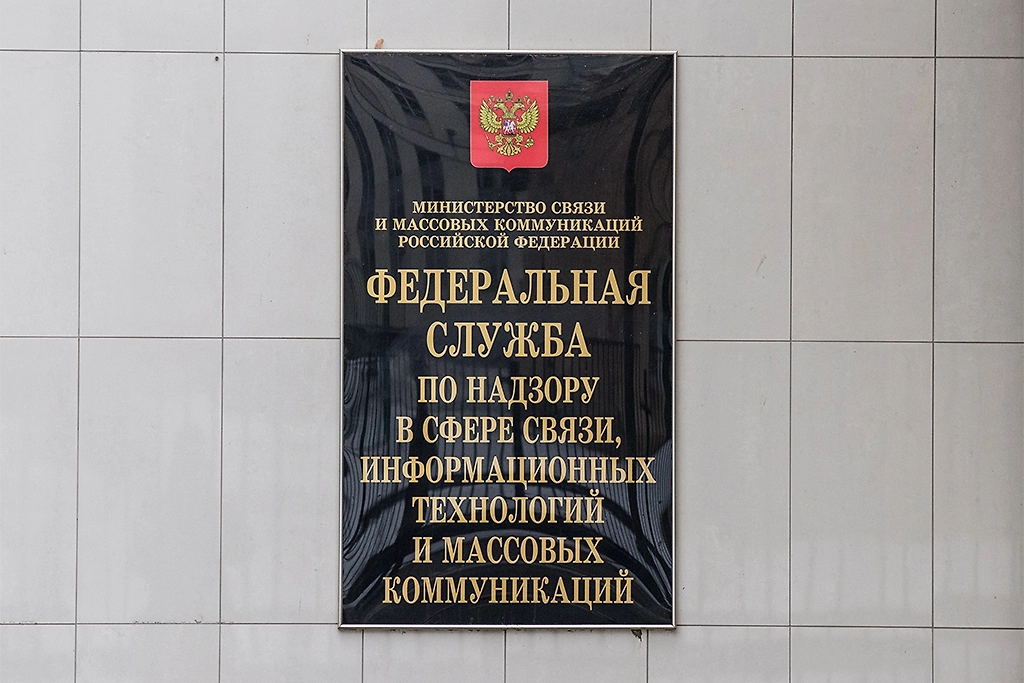 МИНИСТЕРСТВО СВЯЗИ
И МАССОВЫХ КОММУНИКАЦИЙ
РОССИЙСКОЙ ФЕДЕРАЦИИ
ФЕДЕРАЛЬНАЯ
СЛУЖБА
ПО НАДЗОРУ
В СФЕРЕ СВЯЗИ,
ИНФОРМАЦИОННЫХ
ТЕХНОЛОГИЙ
И МАССОВЫХ
КОММУНИКАЦИЙ